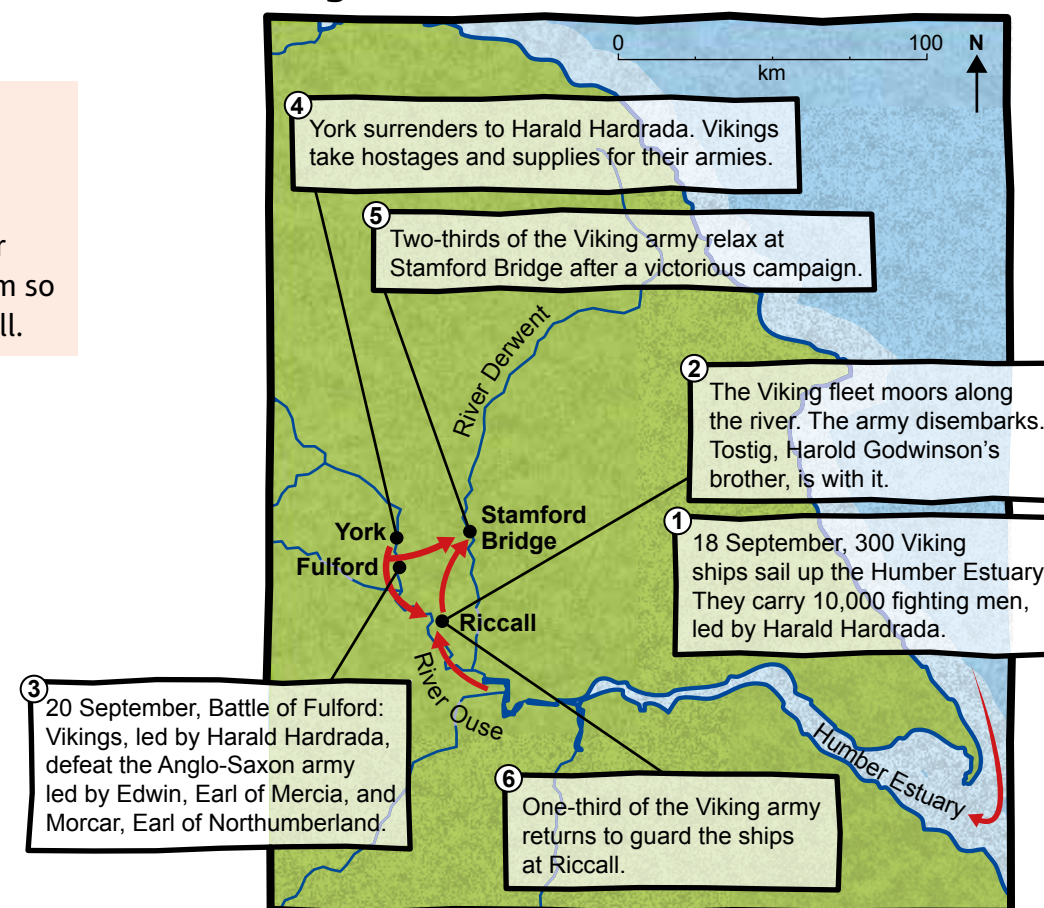 r
m so
ll.
0
100
km
N
4
York surrenders to Harald Hardrada. Vikings
take hostages and supplies for their armies.
5
Two-thirds of the Viking army relax at
Stamford Bridge after a victorious campaign.
River Derwent
2
The Viking fleet moors along
the river. The army disembarks.
Tostig, Harold Godwinson's
brother, is with it.
1
18 September, 300 Viking
ships sail up the Humber Estuary
They carry 10,000 fighting men,
led by Harald Hardrada.
York
Fulford
Stamford
Bridge
Riccall
River Ouse
Humber Estuary
3
20 September, Battle of Fulford:
Vikings, led by Harald Hardrada,
defeat the Anglo-Saxon army
led by Edwin, Earl of Mercia, and
Morcar, Earl of Northumberland.
6
One-third of the Viking army
returns to guard the ships
at Riccall.